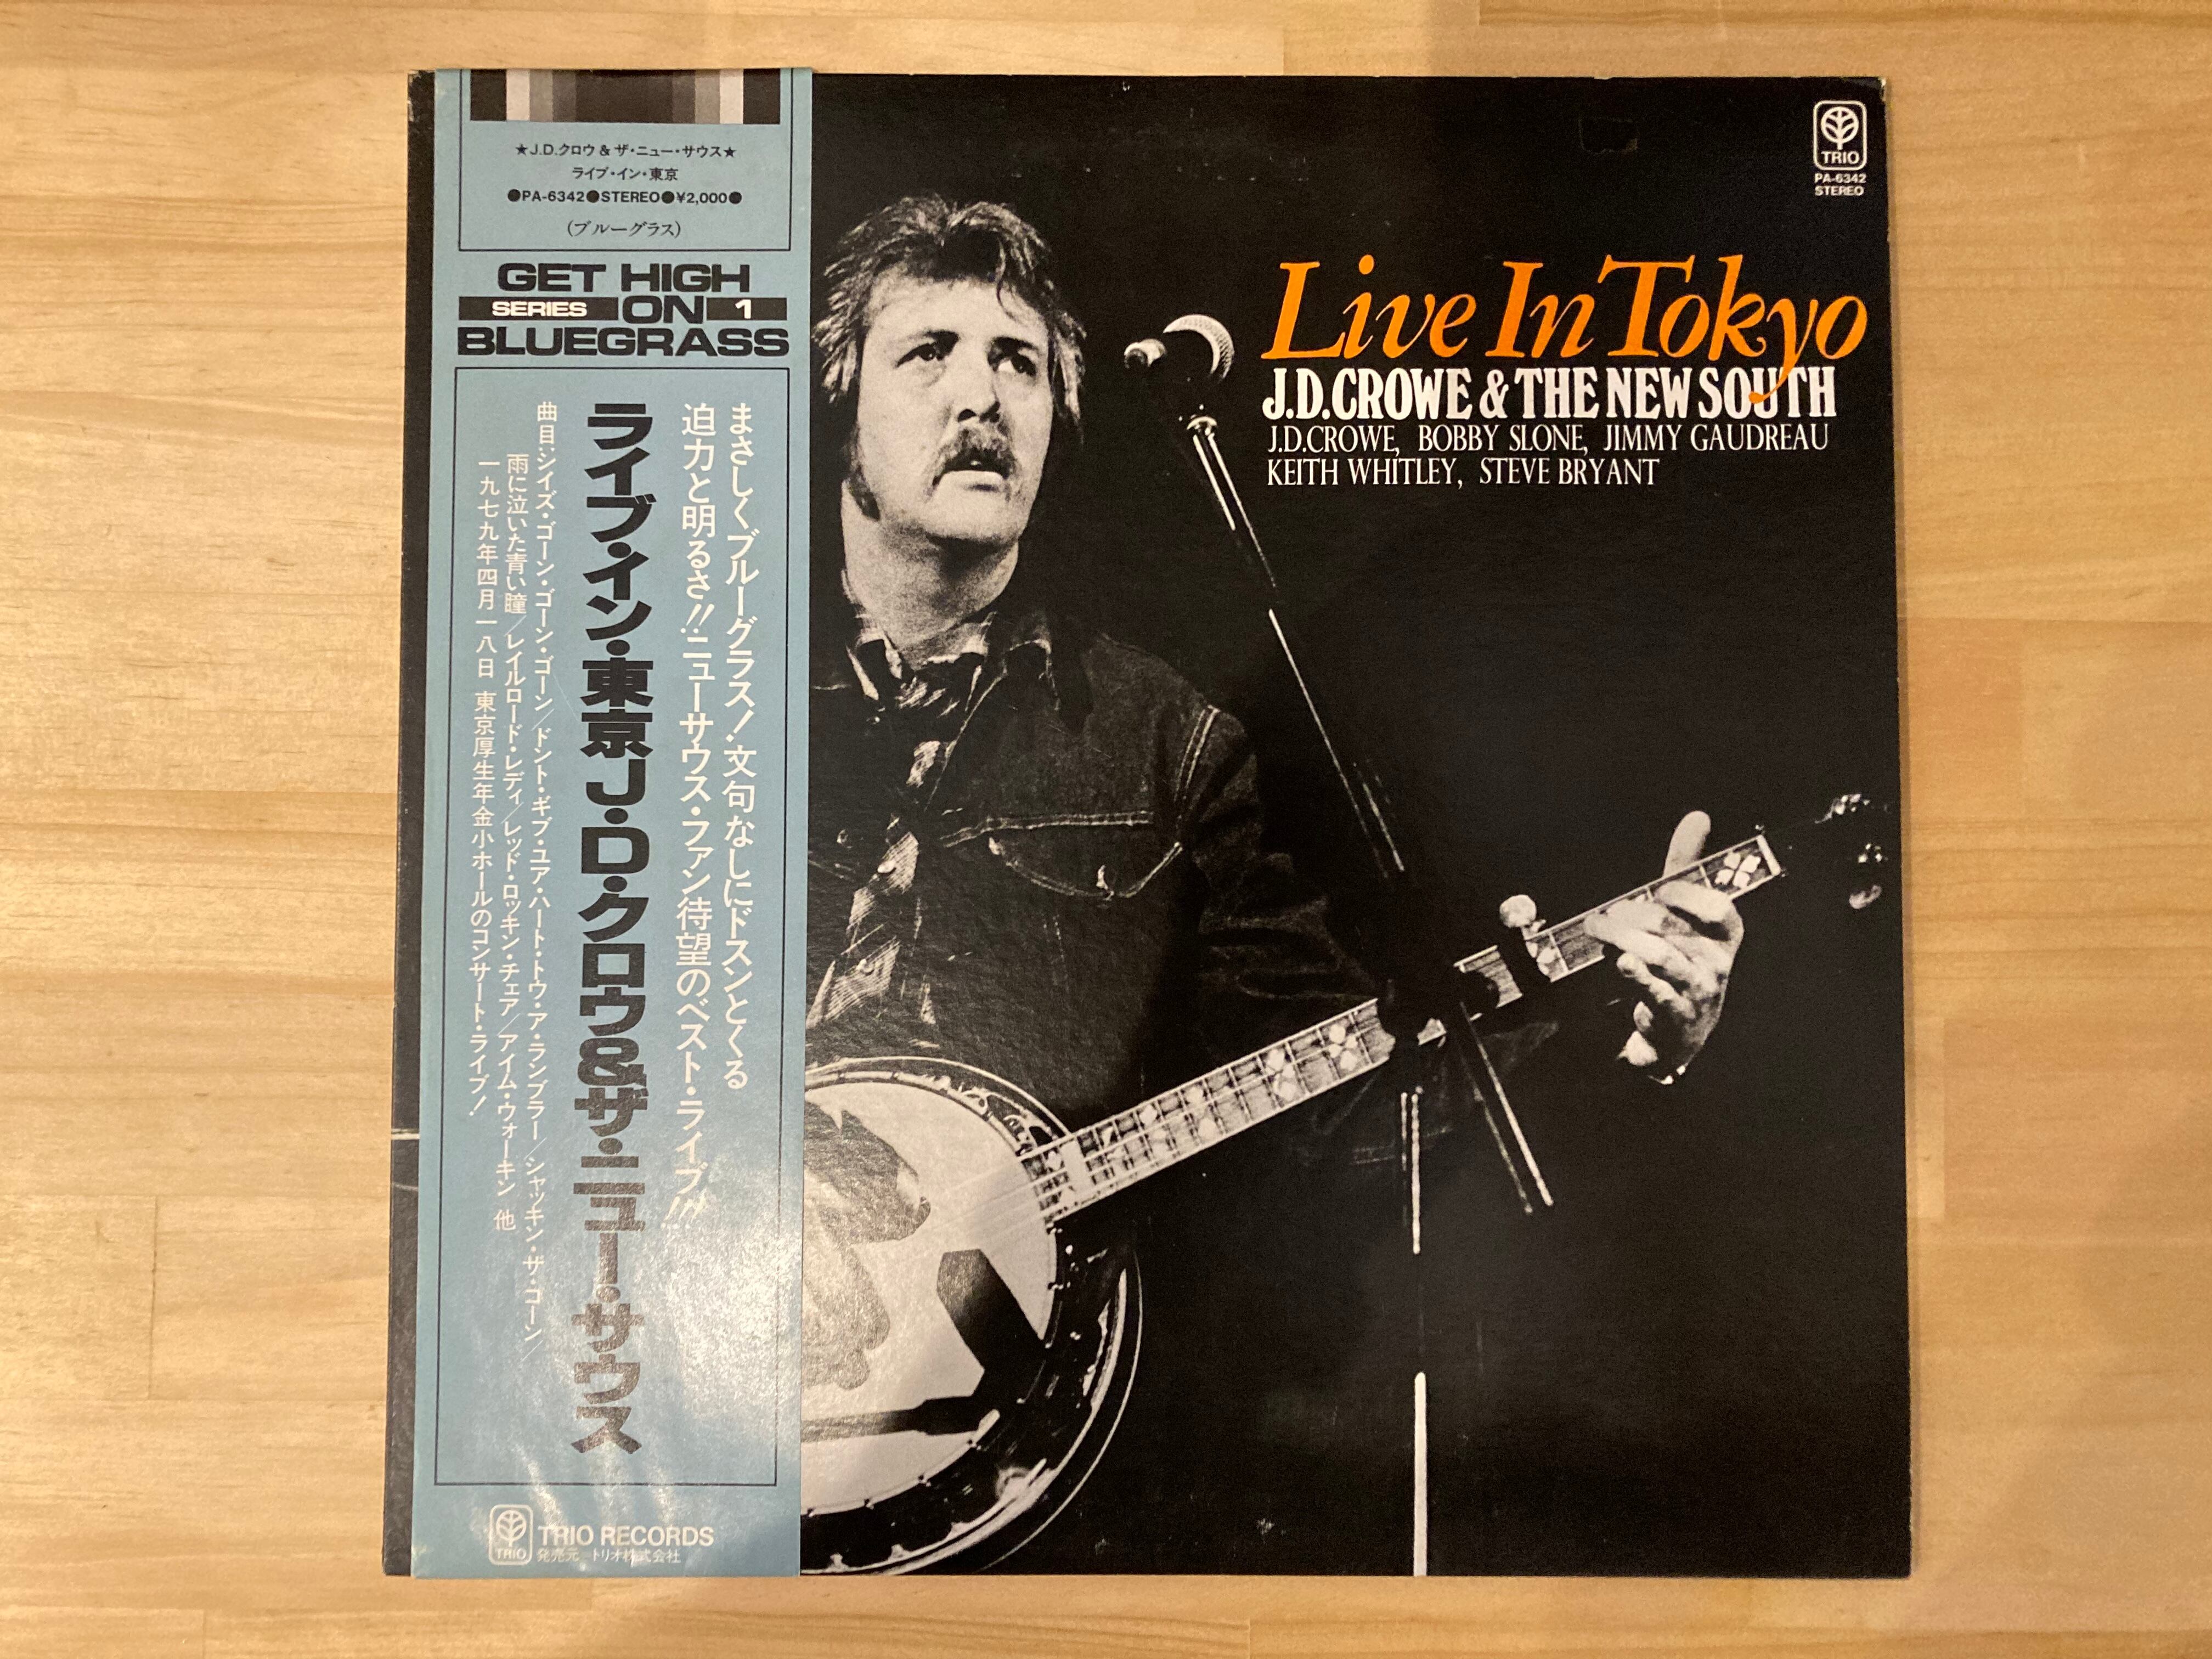 ★J.D.クロウ & ザ・ニュー・サウス★
ライブ・イン・東京
●PA-6342●STEREO●¥2,000●
(ブルーグラス)
GET HIGH
SERIES ON 1
BLUEGRASS
まさしくブルーグラス!文句なしにドスンとくる
迫力と明るさ!!ニューサウス・ファン待望のベスト・ライブ!!!
ライブ・イン・東京 J・D・クロウ&ザ・ニュー・サウス
曲目:シイズ・ゴーン・ゴーン・ゴーン/ドント・ギブ・ユア・ハート・トウ・ア・ランブラー/シャッキン・ザ・コーン/
雨に泣いた青い瞳/レイルロード・レディ/レッド・ロッキン・チェア/アイム・ウォーキン 他
一九七九年四月一八日 東京厚生年金小ホールのコンサート・ライブ!
TRIO
TRIO RECORDS
発売元 トリオ株式会社
TRIO
PA-6342
STEREO
Live In Tokyo
J.D.CROWE & THE NEW SOUTH
J.D.CROWE, BOBBY SLONE, JIMMY GAUDREAU
KEITH WHITLEY, STEVE BRYANT